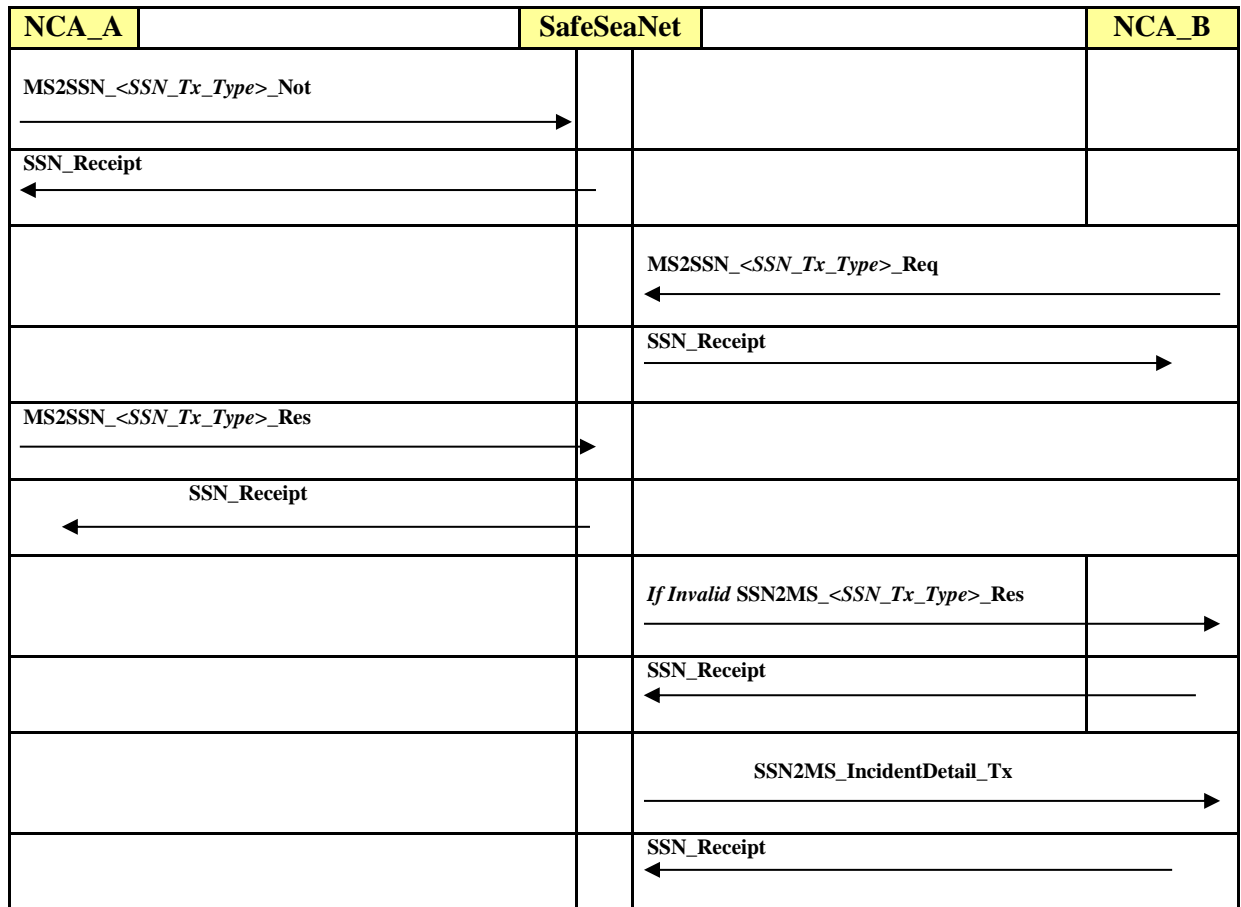 NCA_A SafeSeaNet NCA_B
MS2SSN_<SSN_Tx_Type>_Not
SSN_Receipt
MS2SSN_<SSN_Tx_Type>_Req
SSN_Receipt
MS2SSN_<SSN_Tx_Type>_Res
SSN_Receipt
If Invalid SSN2MS_<SSN_Tx_Type>_Res
SSN_Receipt
SSN2MS_IncidentDetail_Tx
SSN_Receipt